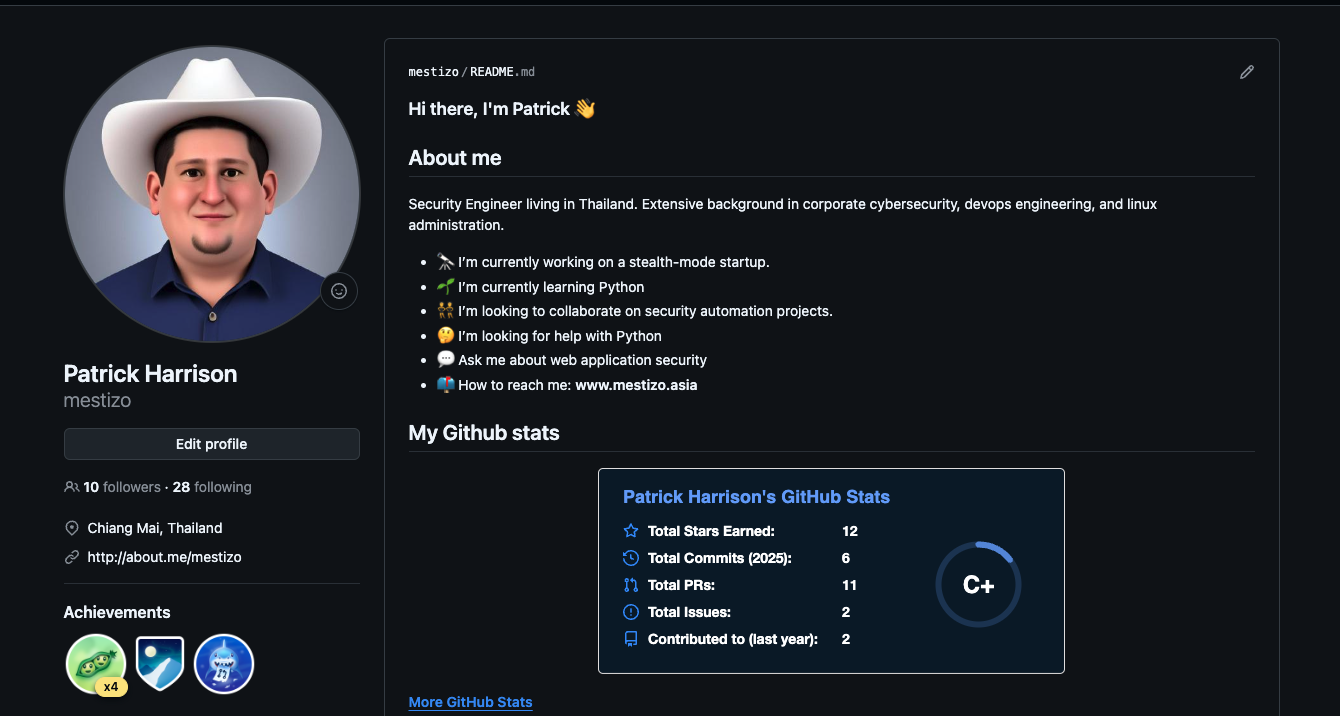 Patrick Harrison
mestizo
Edit profile
10 followers · 28 following
Chiang Mai, Thailand
http://about.me/mestizo
Achievements
x4
mestizo/README.md
Hi there, I'm Patrick 👋
About me
Security Engineer living in Thailand. Extensive background in corporate cybersecurity, devops engineering, and linux
administration.
• 🔭 I’m currently working on a stealth-mode startup.
• 🌱 I’m currently learning Python
• 👯 I’m looking to collaborate on security automation projects.
• 🤔 I’m looking for help with Python
• 💬 Ask me about web application security
• 📫 How to reach me: www.mestizo.asia
My Github stats
Patrick Harrison's GitHub Stats
Total Stars Earned: 12
Total Commits (2025): 6
Total PRs: 11
Total Issues: 2
Contributed to (last year): 2
C+
More GitHub Stats